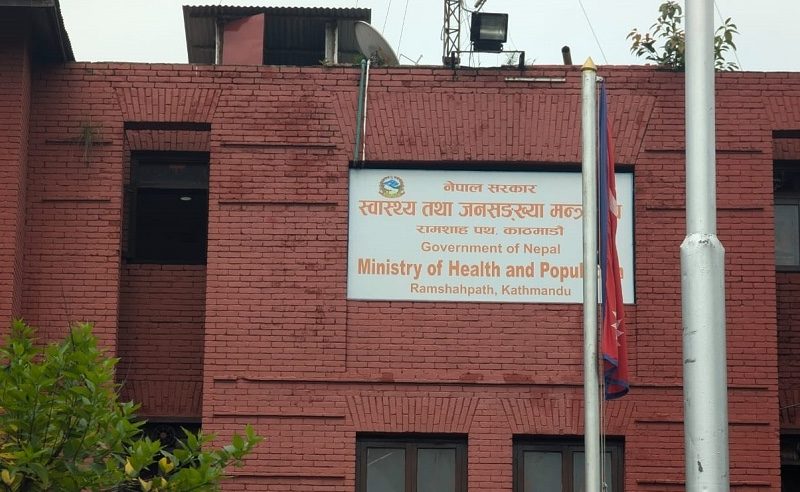 नेपाल सरकार
स्वास्थ्य तथा जनसङ्ख्या
रामशाह पथ, काठमाडौं
Government of Nepal
Ministry of Health and
Ramshahpath, Kathmandu